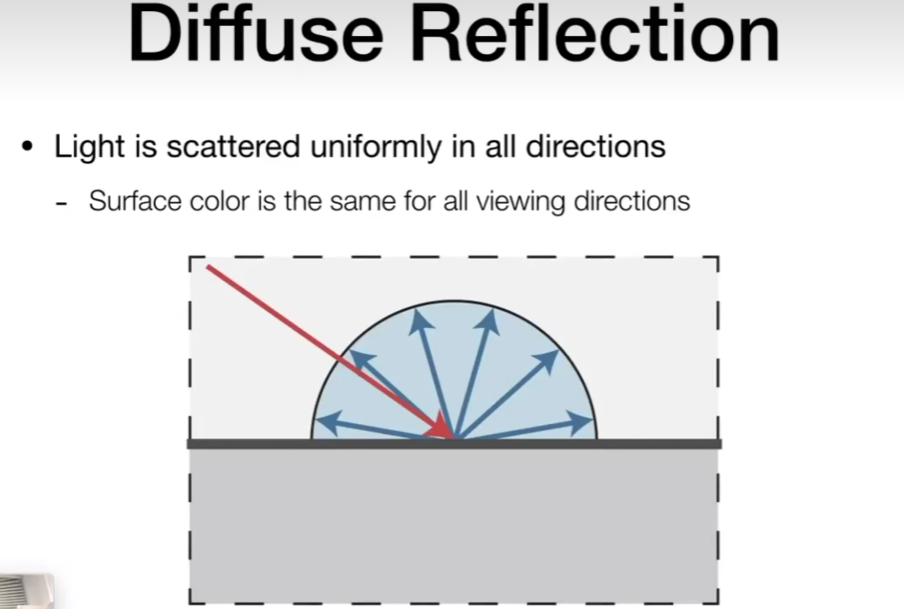 Diffuse Reflection
• Light is scattered uniformly in all directions
- Surface color is the same for all viewing directions